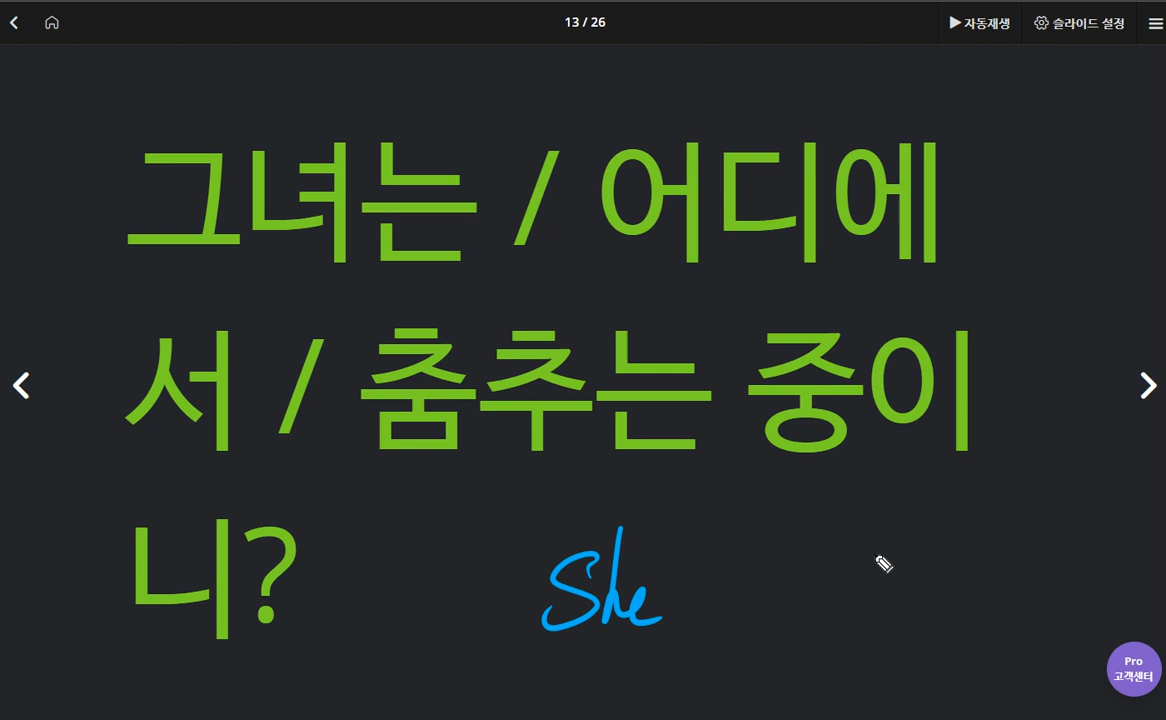 13 / 26
▶ 자동재생
슬라이드 설정
그녀는 / 어디에
서 / 춤추는 중이
니?
She
Pro
고객센터